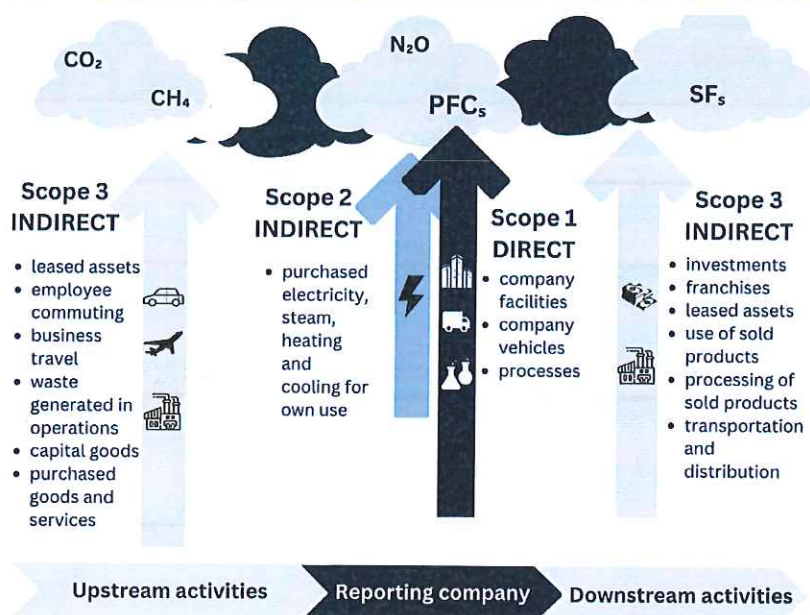 CO₂
CH₄
N₂O
PFCₛ
SFₛ
Scope 3
INDIRECT
• leased assets
• employee
commuting
• business
travel
• waste
generated in
operations
• capital goods
• purchased
goods and
services
Scope 2
INDIRECT
• purchased
electricity,
steam,
heating
and
cooling for
own use
Scope 1
DIRECT
• company
facilities
• company
vehicles
• processes
Scope 3
INDIRECT
• investments
• franchises
• leased assets
• use of sold
products
• processing of
sold products
• transportation
and
distribution
Upstream activities
Reporting company
Downstream activities